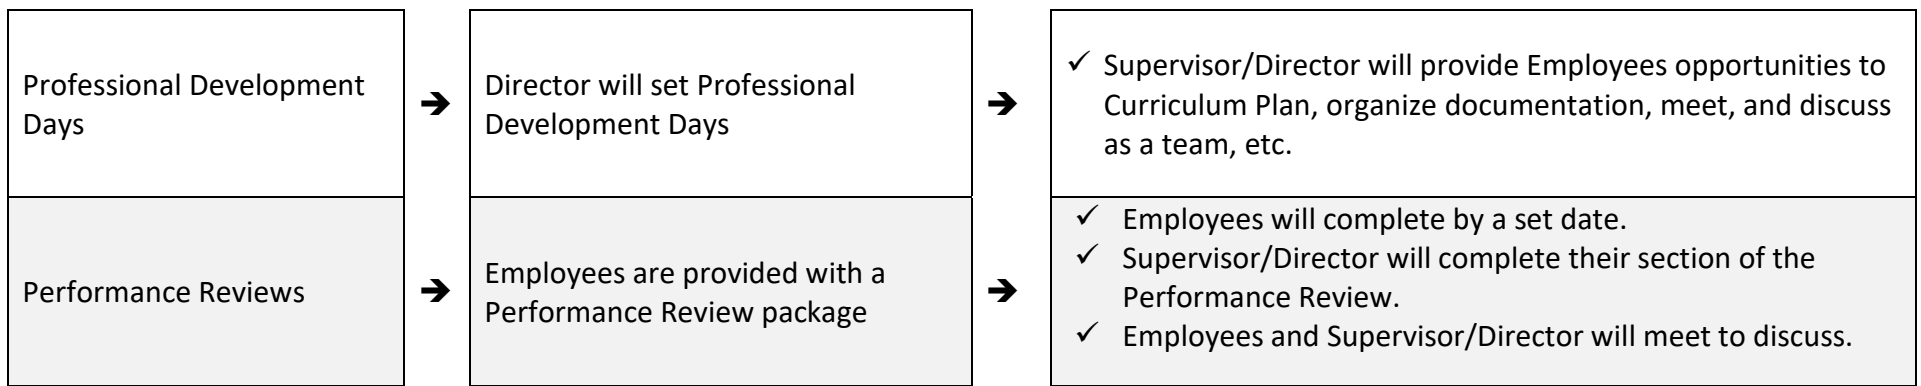 Professional Development
Days
➔
Director will set Professional
Development Days
➔
✓ Supervisor/Director will provide Employees opportunities to
Curriculum Plan, organize documentation, meet, and discuss
as a team, etc.
Performance Reviews
➔
Employees are provided with a
Performance Review package
➔
✓ Employees will complete by a set date.
✓ Supervisor/Director will complete their section of the
Performance Review.
✓ Employees and Supervisor/Director will meet to discuss.